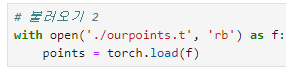 # 불러오기 2
with open('./ourpoints.t', 'rb') as f:
    points = torch.load(f)